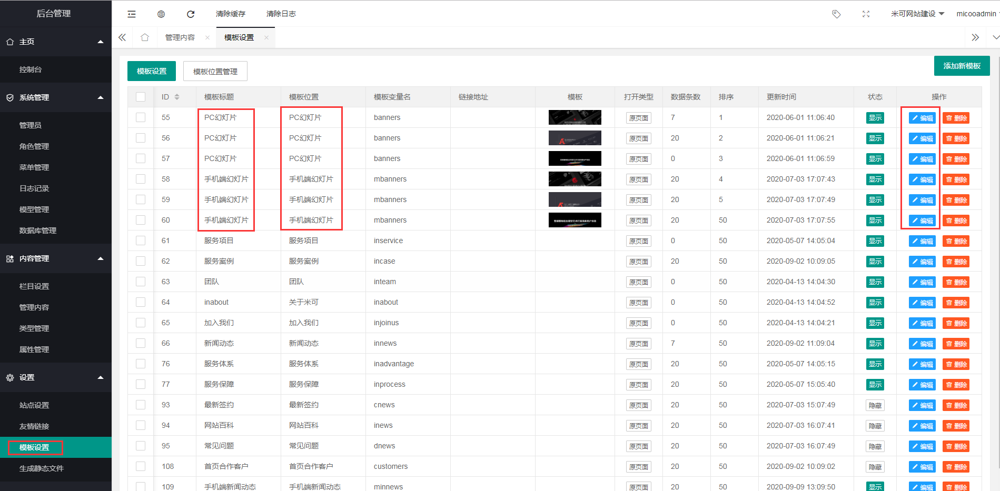 后台管理
清除缓存 清除日志 米可网站建设 micooadmin
管理内容 模板设置
主页
控制台
系统管理
管理员
角色管理
菜单管理
日志记录
模型管理
数据库管理
内容管理
栏目设置
管理内容
类型管理
属性管理
设置
站点设置
友情链接
模板设置
生成静态文件
模板设置 模板位置管理 添加新模板
ID 模板标题 模板位置 模板变量名 链接地址 模板 打开类型 数据条数 排序 更新时间 状态 操作
55 PC幻灯片 PC幻灯片 banners 原页面 7 1 2020-06-01 11:06:40 显示 编辑 删除
56 PC幻灯片 PC幻灯片 banners 原页面 20 2 2020-06-01 11:06:21 显示 编辑 删除
57 PC幻灯片 PC幻灯片 banners 原页面 0 3 2020-06-01 11:06:59 显示 编辑 删除
58 手机端幻灯片 手机端幻灯片 mbanners 原页面 20 4 2020-07-03 17:07:43 显示 编辑 删除
59 手机端幻灯片 手机端幻灯片 mbanners 原页面 20 5 2020-07-03 17:07:49 显示 编辑 删除
60 手机端幻灯片 手机端幻灯片 mbanners 原页面 20 50 2020-07-03 17:07:55 显示 编辑 删除
61 服务项目 服务项目 inservice 原页面 0 50 2020-05-07 14:05:04 显示 编辑 删除
62 服务案例 服务案例 incase 原页面 20 50 2020-09-02 10:09:05 显示 编辑 删除
63 团队 团队 inteam 原页面 0 50 2020-04-13 14:04:30 显示 编辑 删除
64 inabout 关于米可 inabout 原页面 0 50 2020-04-13 14:04:52 显示 编辑 删除
65 加入我们 加入我们 injoinus 原页面 0 50 2020-04-13 14:04:21 显示 编辑 删除
66 新闻动态 新闻动态 innews 原页面 7 50 2020-09-02 11:09:04 显示 编辑 删除
76 服务体系 服务体系 inadvantage 原页面 20 50 2020-05-07 14:05:15 显示 编辑 删除
77 服务保障 服务保障 inprocess 原页面 20 50 2020-05-07 15:05:40 显示 编辑 删除
93 最新签约 最新签约 cnews 原页面 20 50 2020-07-03 15:07:49 隐藏 编辑 删除
94 网站百科 网站百科 inews 原页面 20 50 2020-07-03 16:07:41 隐藏 编辑 删除
95 常见问题 常见问题 dnews 原页面 20 50 2020-07-03 16:07:49 隐藏 编辑 删除
108 首页合作客户 首页合作客户 customers 原页面 20 50 2020-09-02 10:09:02 隐藏 编辑 删除
109 手机端新闻动态 手机端新闻动态 minnews 原页面 20 50 2020-09-09 13:09:50 显示 编辑 删除